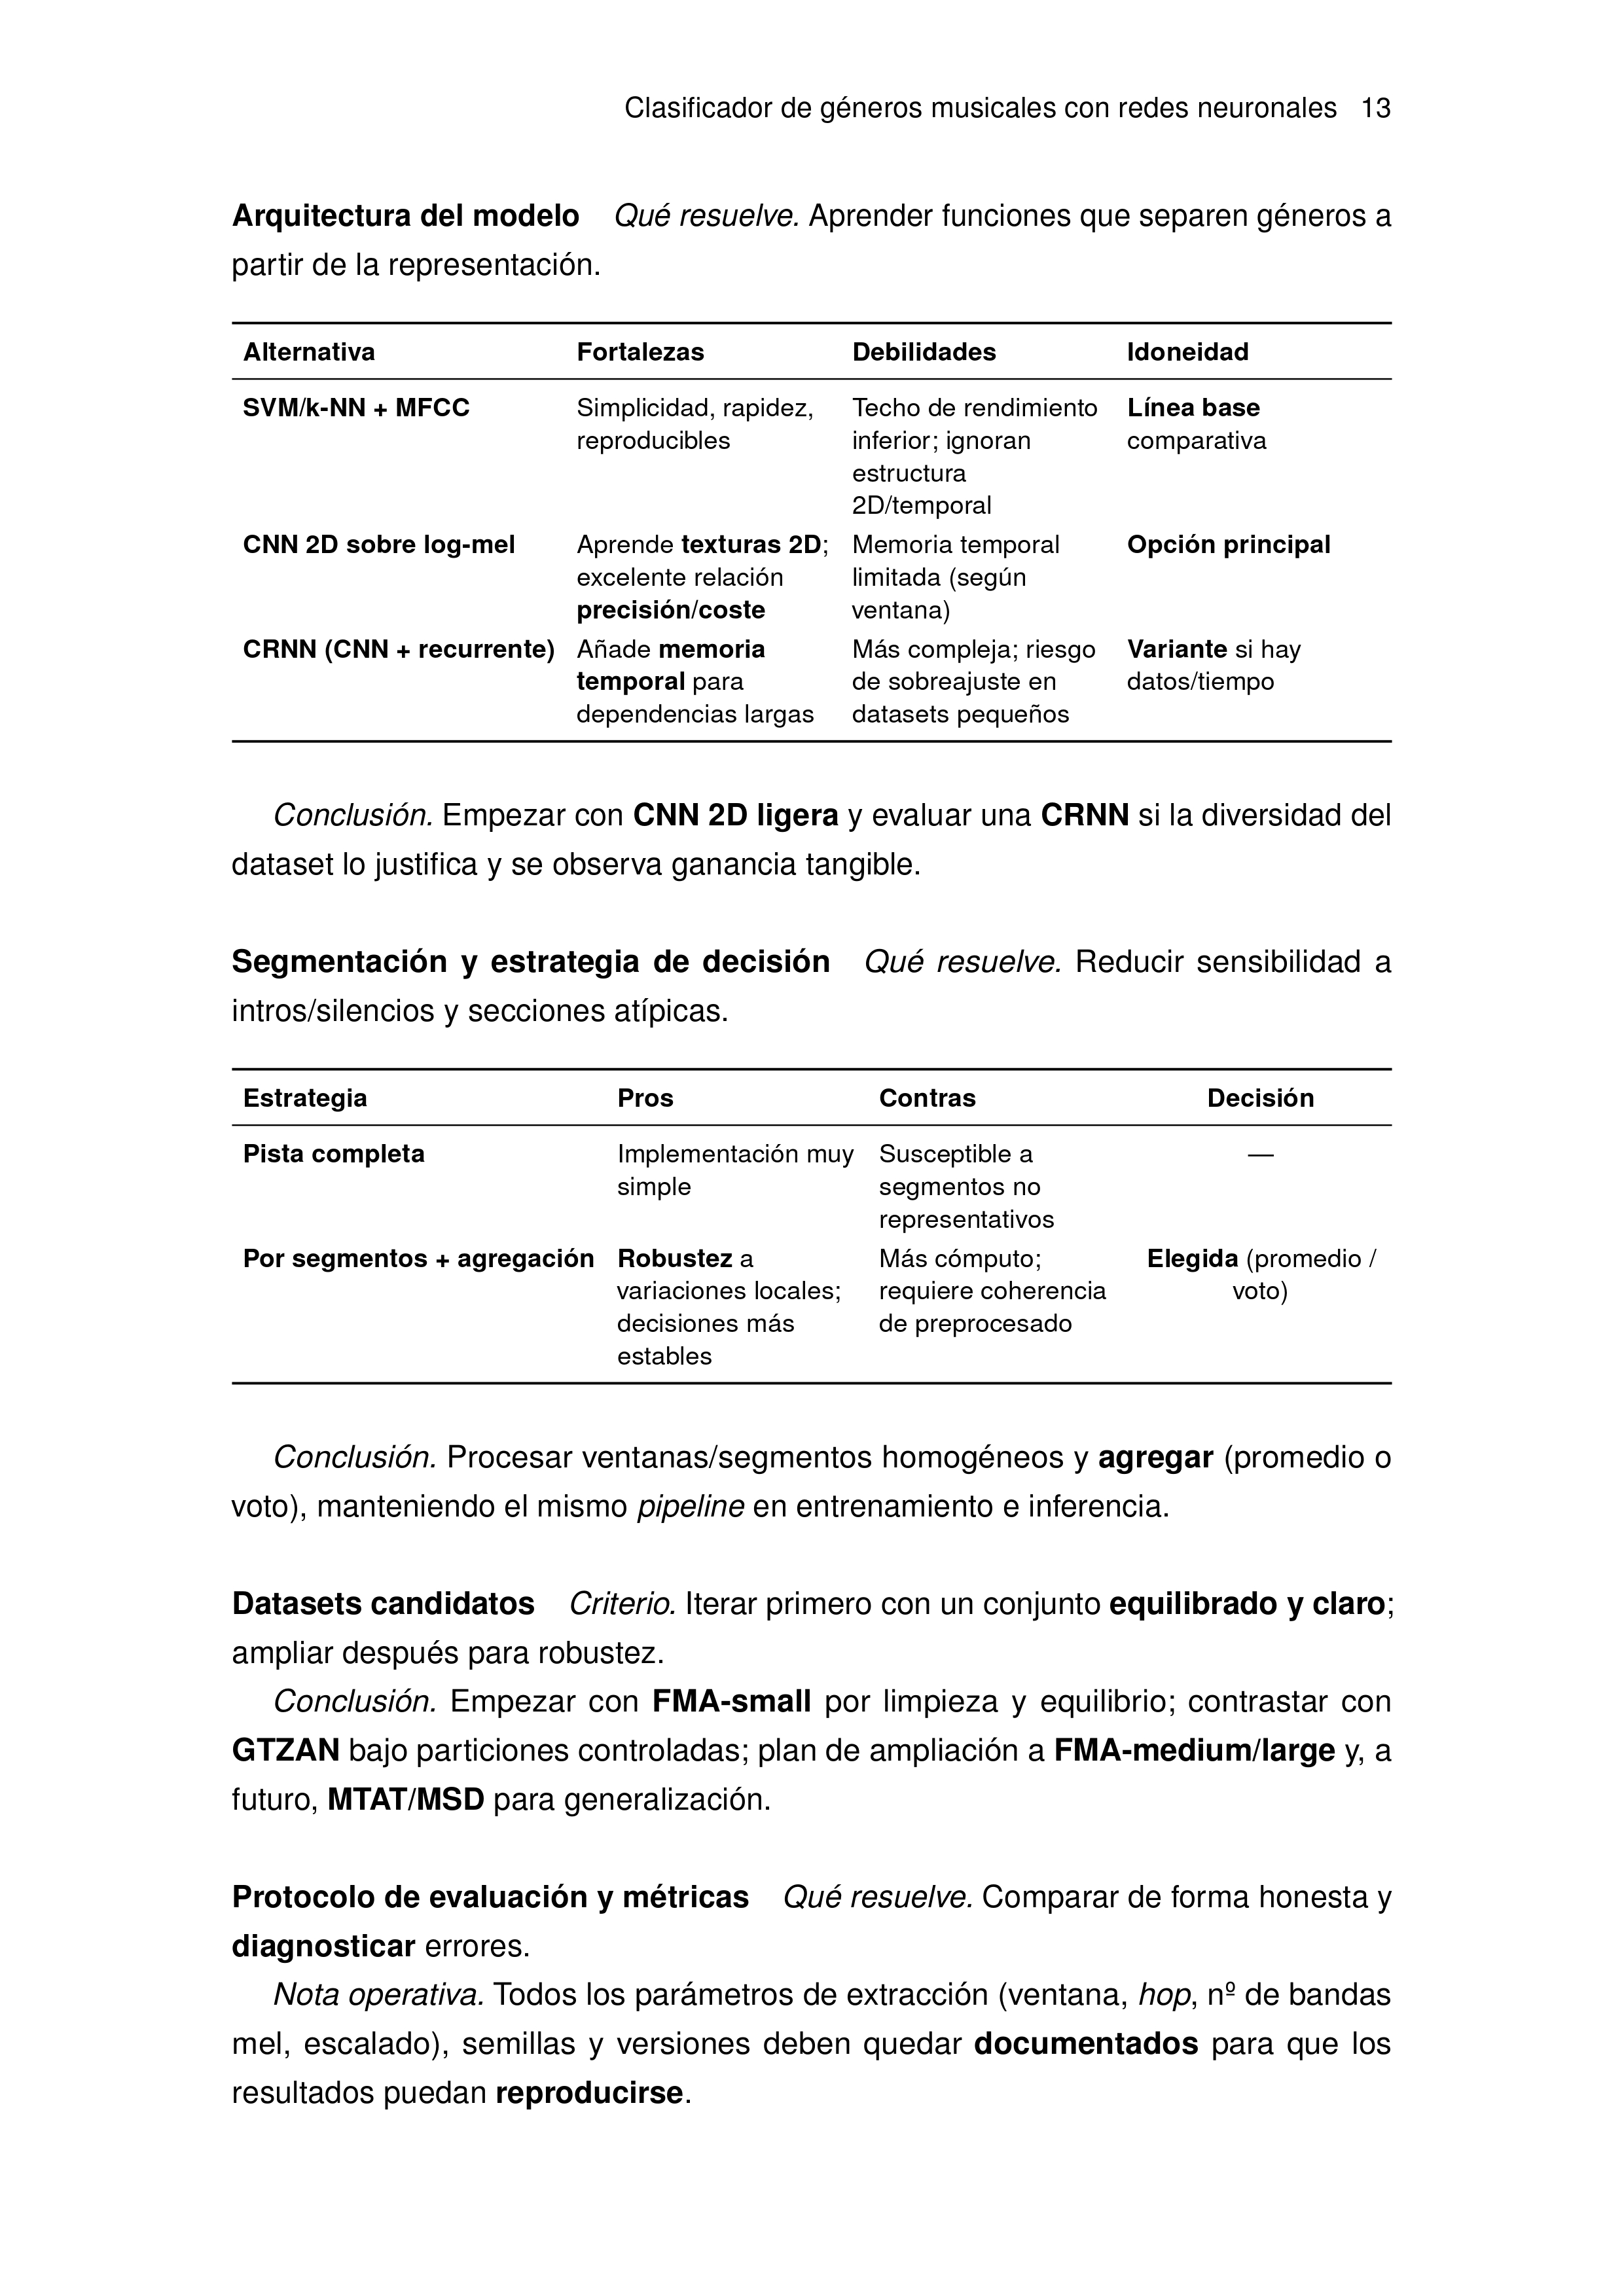 Clasificador de géneros musicales con redes neuronales 13
Arquitectura del modelo Qué resuelve. Aprender funciones que separen géneros a
partir de la representación.
Alternativa Fortalezas Debilidades Idoneidad
SVM/k-NN + MFCC Simplicidad, rapidez, Techo de rendimiento Línea base
reproducibles inferior; ignoran comparativa
estructura
2D/temporal
CNN 2D sobre log-mel Aprende texturas 2D; Memoria temporal Opción principal
excelente relación limitada (según
precisión/coste ventana)
CRNN (CNN + recurrente) Añade memoria Más compleja; riesgo Variante si hay
temporal para de sobreajuste en datos/tiempo
dependencias largas datasets pequeños
Conclusión. Empezar con CNN 2D ligera y evaluar una CRNN si la diversidad del
dataset lo justifica y se observa ganancia tangible.
Segmentación y estrategia de decisión Qué resuelve. Reducir sensibilidad a
intros/silencios y secciones atípicas.
Estrategia Pros Contras Decisión
Pista completa Implementación muy Susceptible a —
simple segmentos no
representativos
Por segmentos + agregación Robustez a Más cómputo; Elegida (promedio /
variaciones locales; requiere coherencia voto)
decisiones más de preprocesado
estables
Conclusión. Procesar ventanas/segmentos homogéneos y agregar (promedio o
voto), manteniendo el mismo pipeline en entrenamiento e inferencia.
Datasets candidatos Criterio. Iterar primero con un conjunto equilibrado y claro;
ampliar después para robustez.
Conclusión. Empezar con FMA-small por limpieza y equilibrio; contrastar con
GTZAN bajo particiones controladas; plan de ampliación a FMA-medium/large y, a
futuro, MTAT/MSD para generalización.
Protocolo de evaluación y métricas Qué resuelve. Comparar de forma honesta y
diagnosticar errores.
Nota operativa. Todos los parámetros de extracción (ventana, hop, nº de bandas
mel, escalado), semillas y versiones deben quedar documentados para que los
resultados puedan reproducirse.